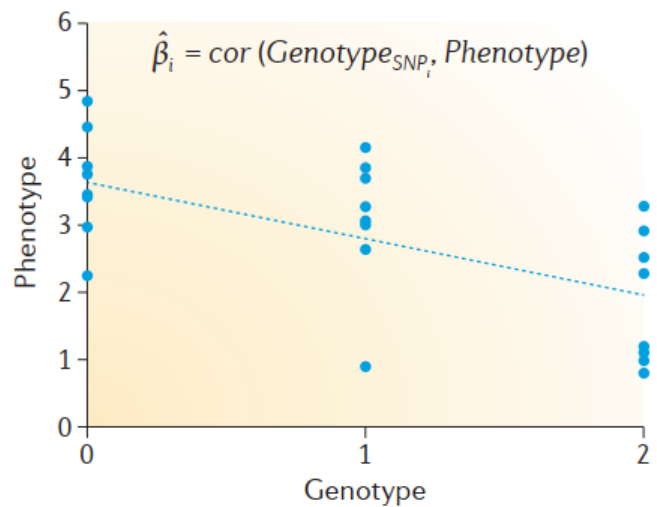 6
β̂ᵢ = cor (Genotype_SNPᵢ, Phenotype)
5
4
Phenotype
3
2
1
0
0 1 2
Genotype